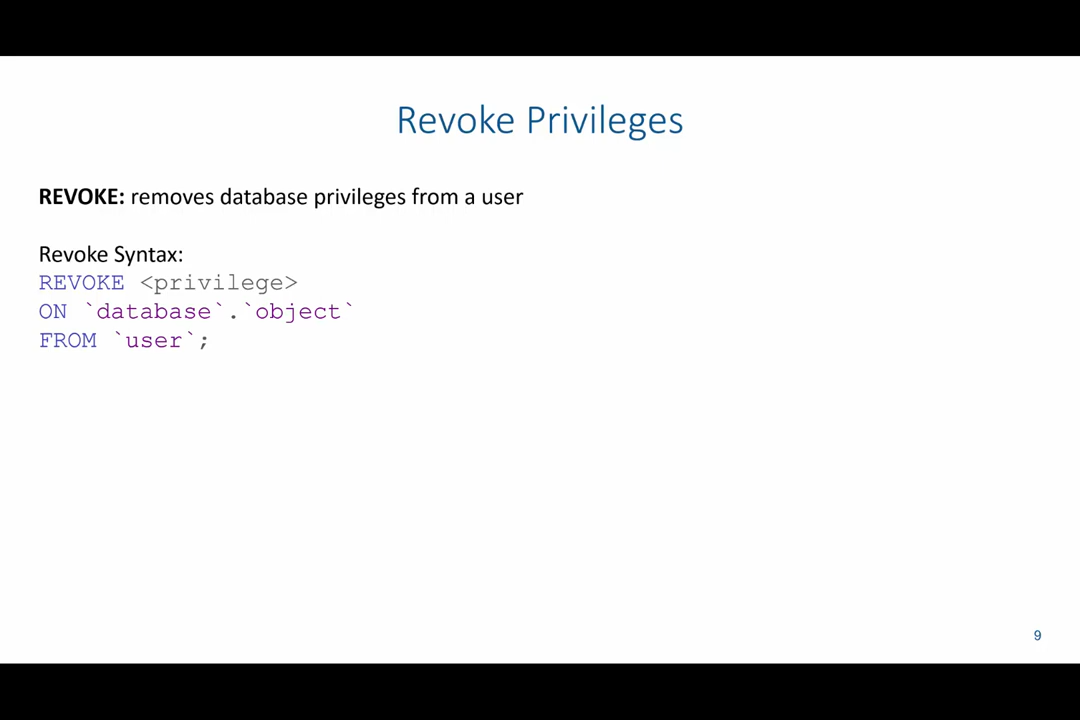 Revoke Privileges
REVOKE: removes database privileges from a user
Revoke Syntax:
REVOKE <privilege>
ON `database`.`object`
FROM `user`;
9